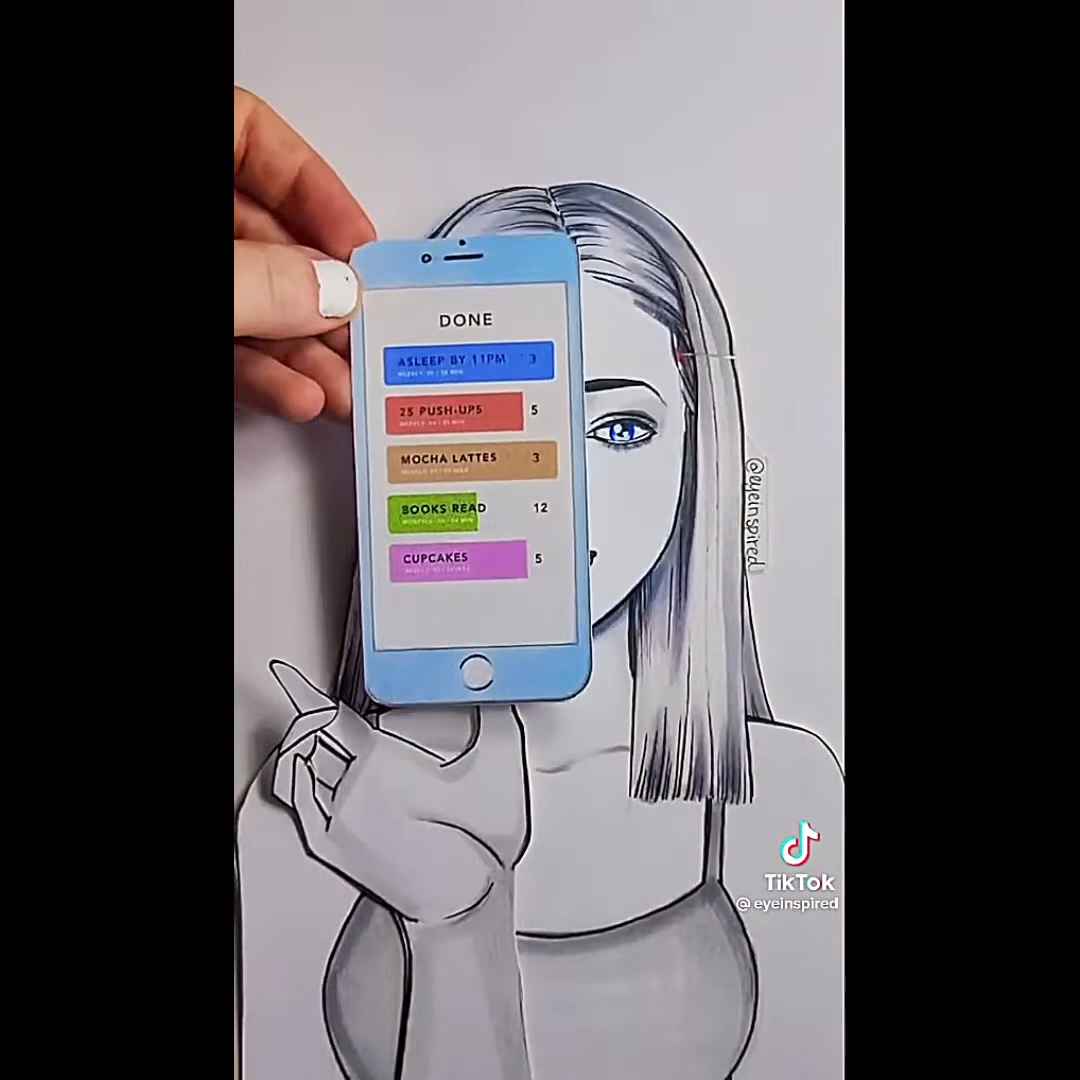 DONE
ASLEEP BY 11PM 3
25 PUSH-UPS 5
MOCHA LATTES 3
BOOKS READ 12
CUPCAKES 5
@eyeinspired
TikTok
@eyeinspired